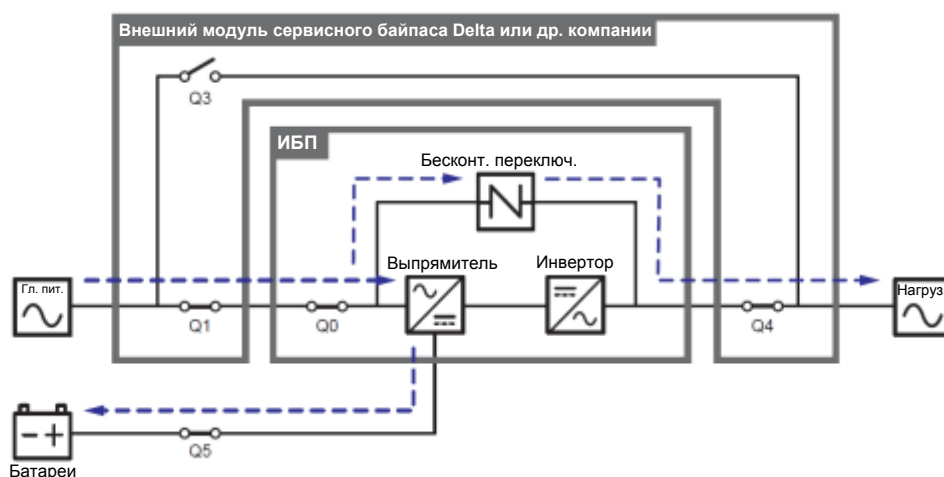 Внешний модуль сервисного байпаса Delta или др. компании
Q3
ИБП
Бесконт. переключ.
Гл. пит.
Выпрямитель
Инвертор
Нагруз
Q1
Q0
Q4
Q5
Батареи